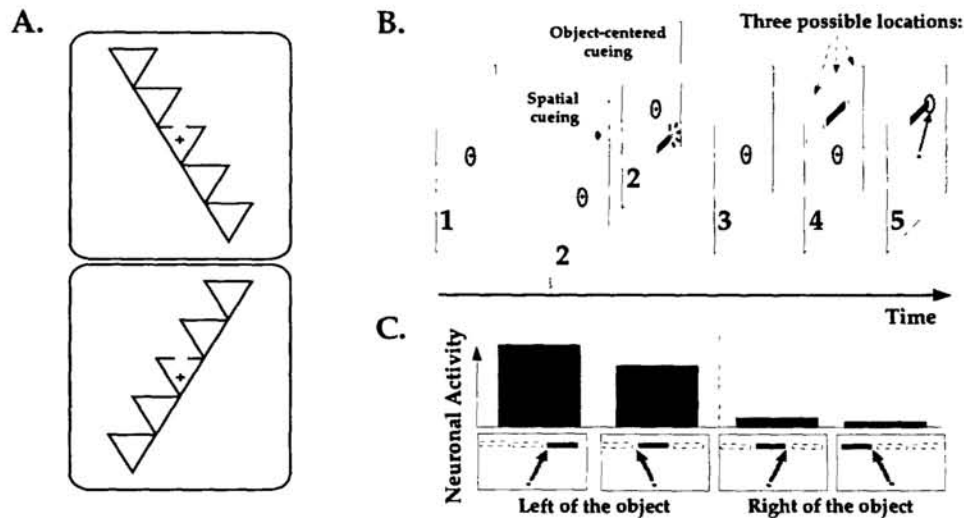 A.
B.
Object-centered
cueing
Spatial
cueing
Three possible locations:
1
2
2
3
4
5
Time
C.
Neuronal Activity
Left of the object
Right of the object